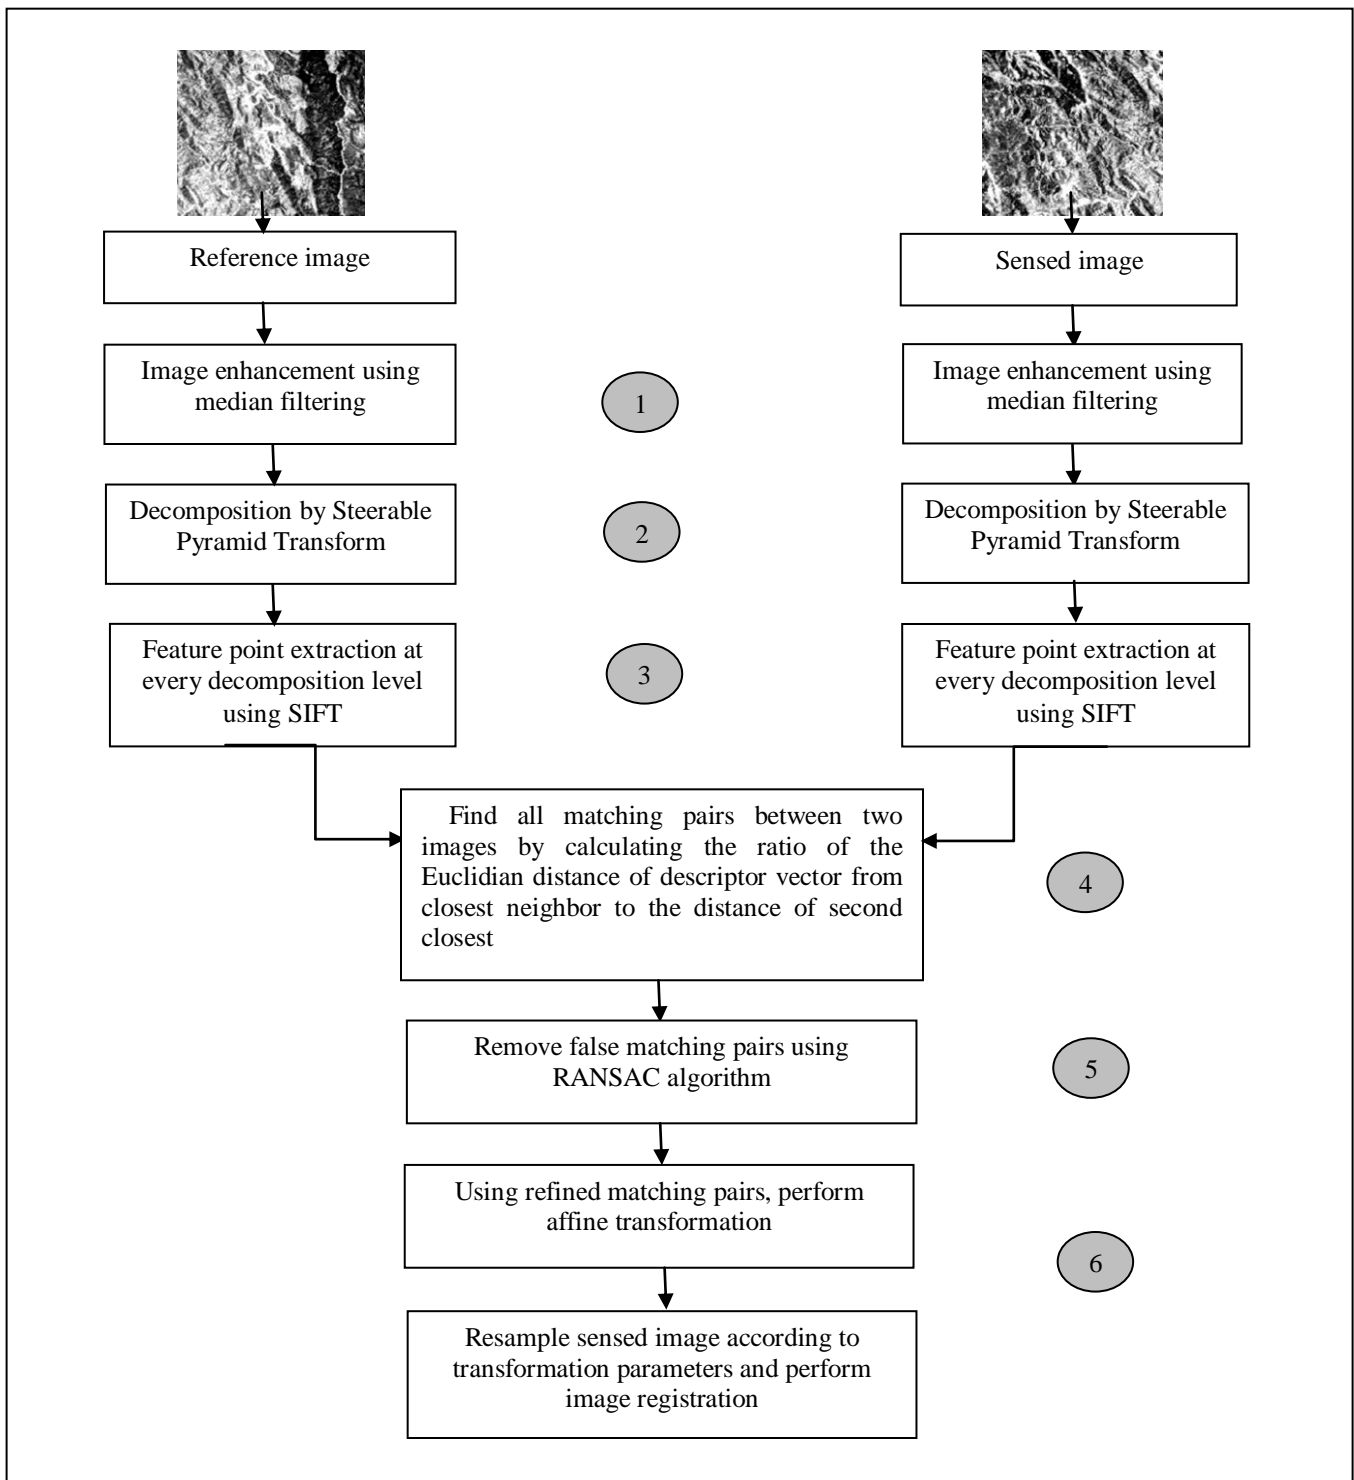 Reference image
Sensed image
Image enhancement using
median filtering
1
Image enhancement using
median filtering
Decomposition by Steerable
Pyramid Transform
2
Decomposition by Steerable
Pyramid Transform
Feature point extraction at
every decomposition level
using SIFT
3
Feature point extraction at
every decomposition level
using SIFT
Find all matching pairs between two
images by calculating the ratio of the
Euclidian distance of descriptor vector from
closest neighbor to the distance of second
closest
4
Remove false matching pairs using
RANSAC algorithm
5
Using refined matching pairs, perform
affine transformation
6
Resample sensed image according to
transformation parameters and perform
image registration